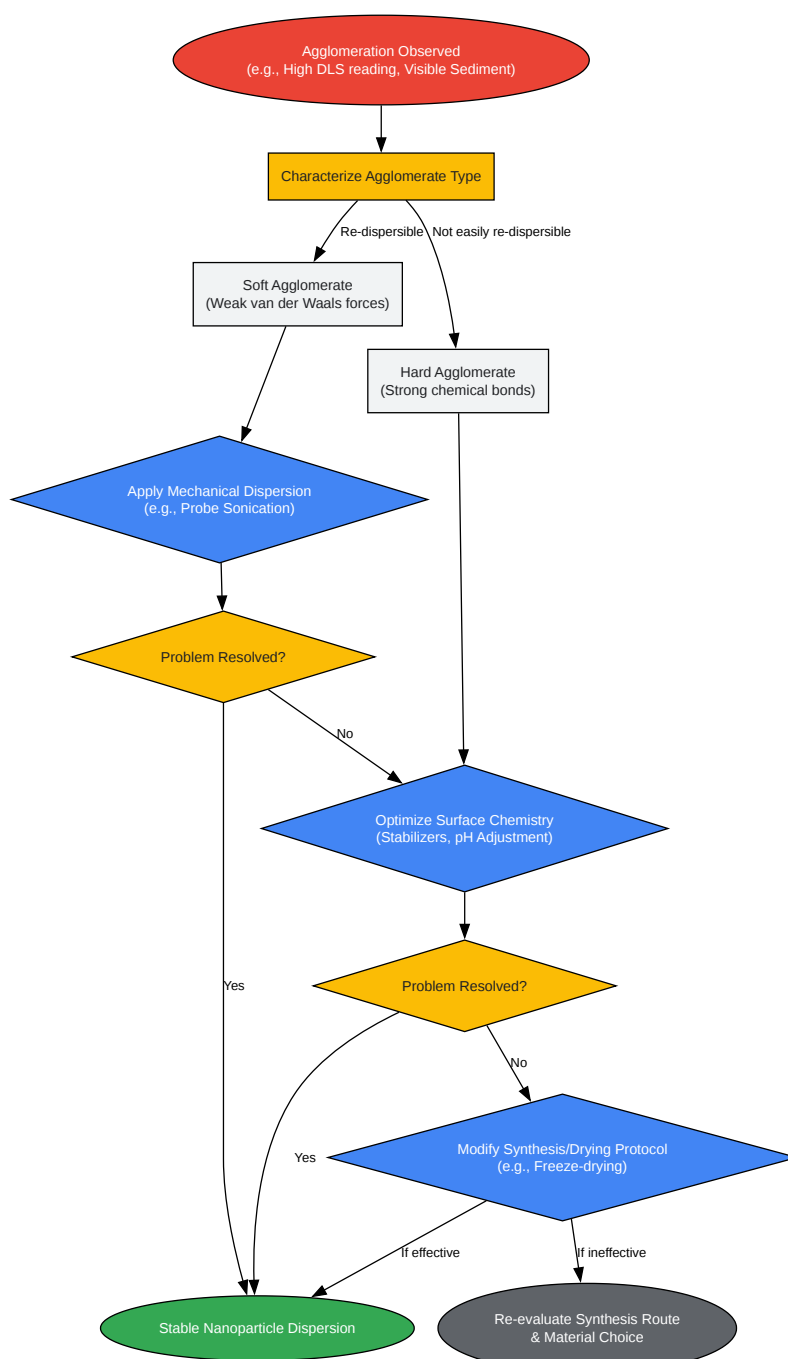 Agglomeration Observed
(e.g., High DLS reading, Visible Sediment)
Characterize Agglomerate Type
Re-dispersible
Not easily re-dispersible
Soft Agglomerate
(Weak van der Waals forces)
Hard Agglomerate
(Strong chemical bonds)
Apply Mechanical Dispersion
(e.g., Probe Sonication)
Problem Resolved?
No
Optimize Surface Chemistry
(Stabilizers, pH Adjustment)
Yes
Problem Resolved?
No
Yes
Modify Synthesis/Drying Protocol
(e.g., Freeze-drying)
If effective
If ineffective
Stable Nanoparticle Dispersion
Re-evaluate Synthesis Route
& Material Choice